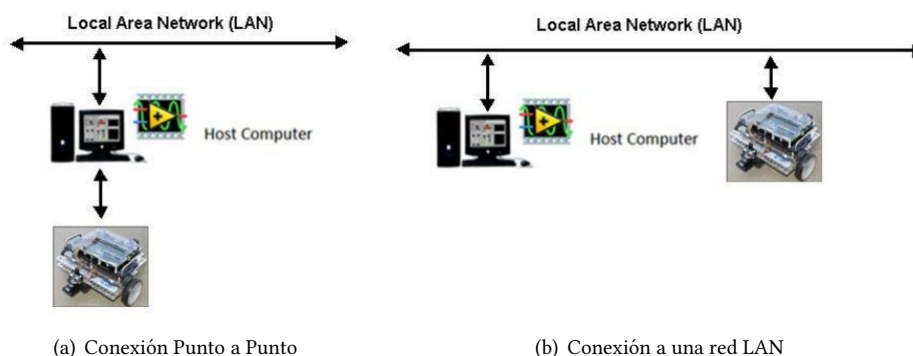 Local Area Network (LAN)
Host Computer
(a) Conexión Punto a Punto
Local Area Network (LAN)
Host Computer
(b) Conexión a una red LAN